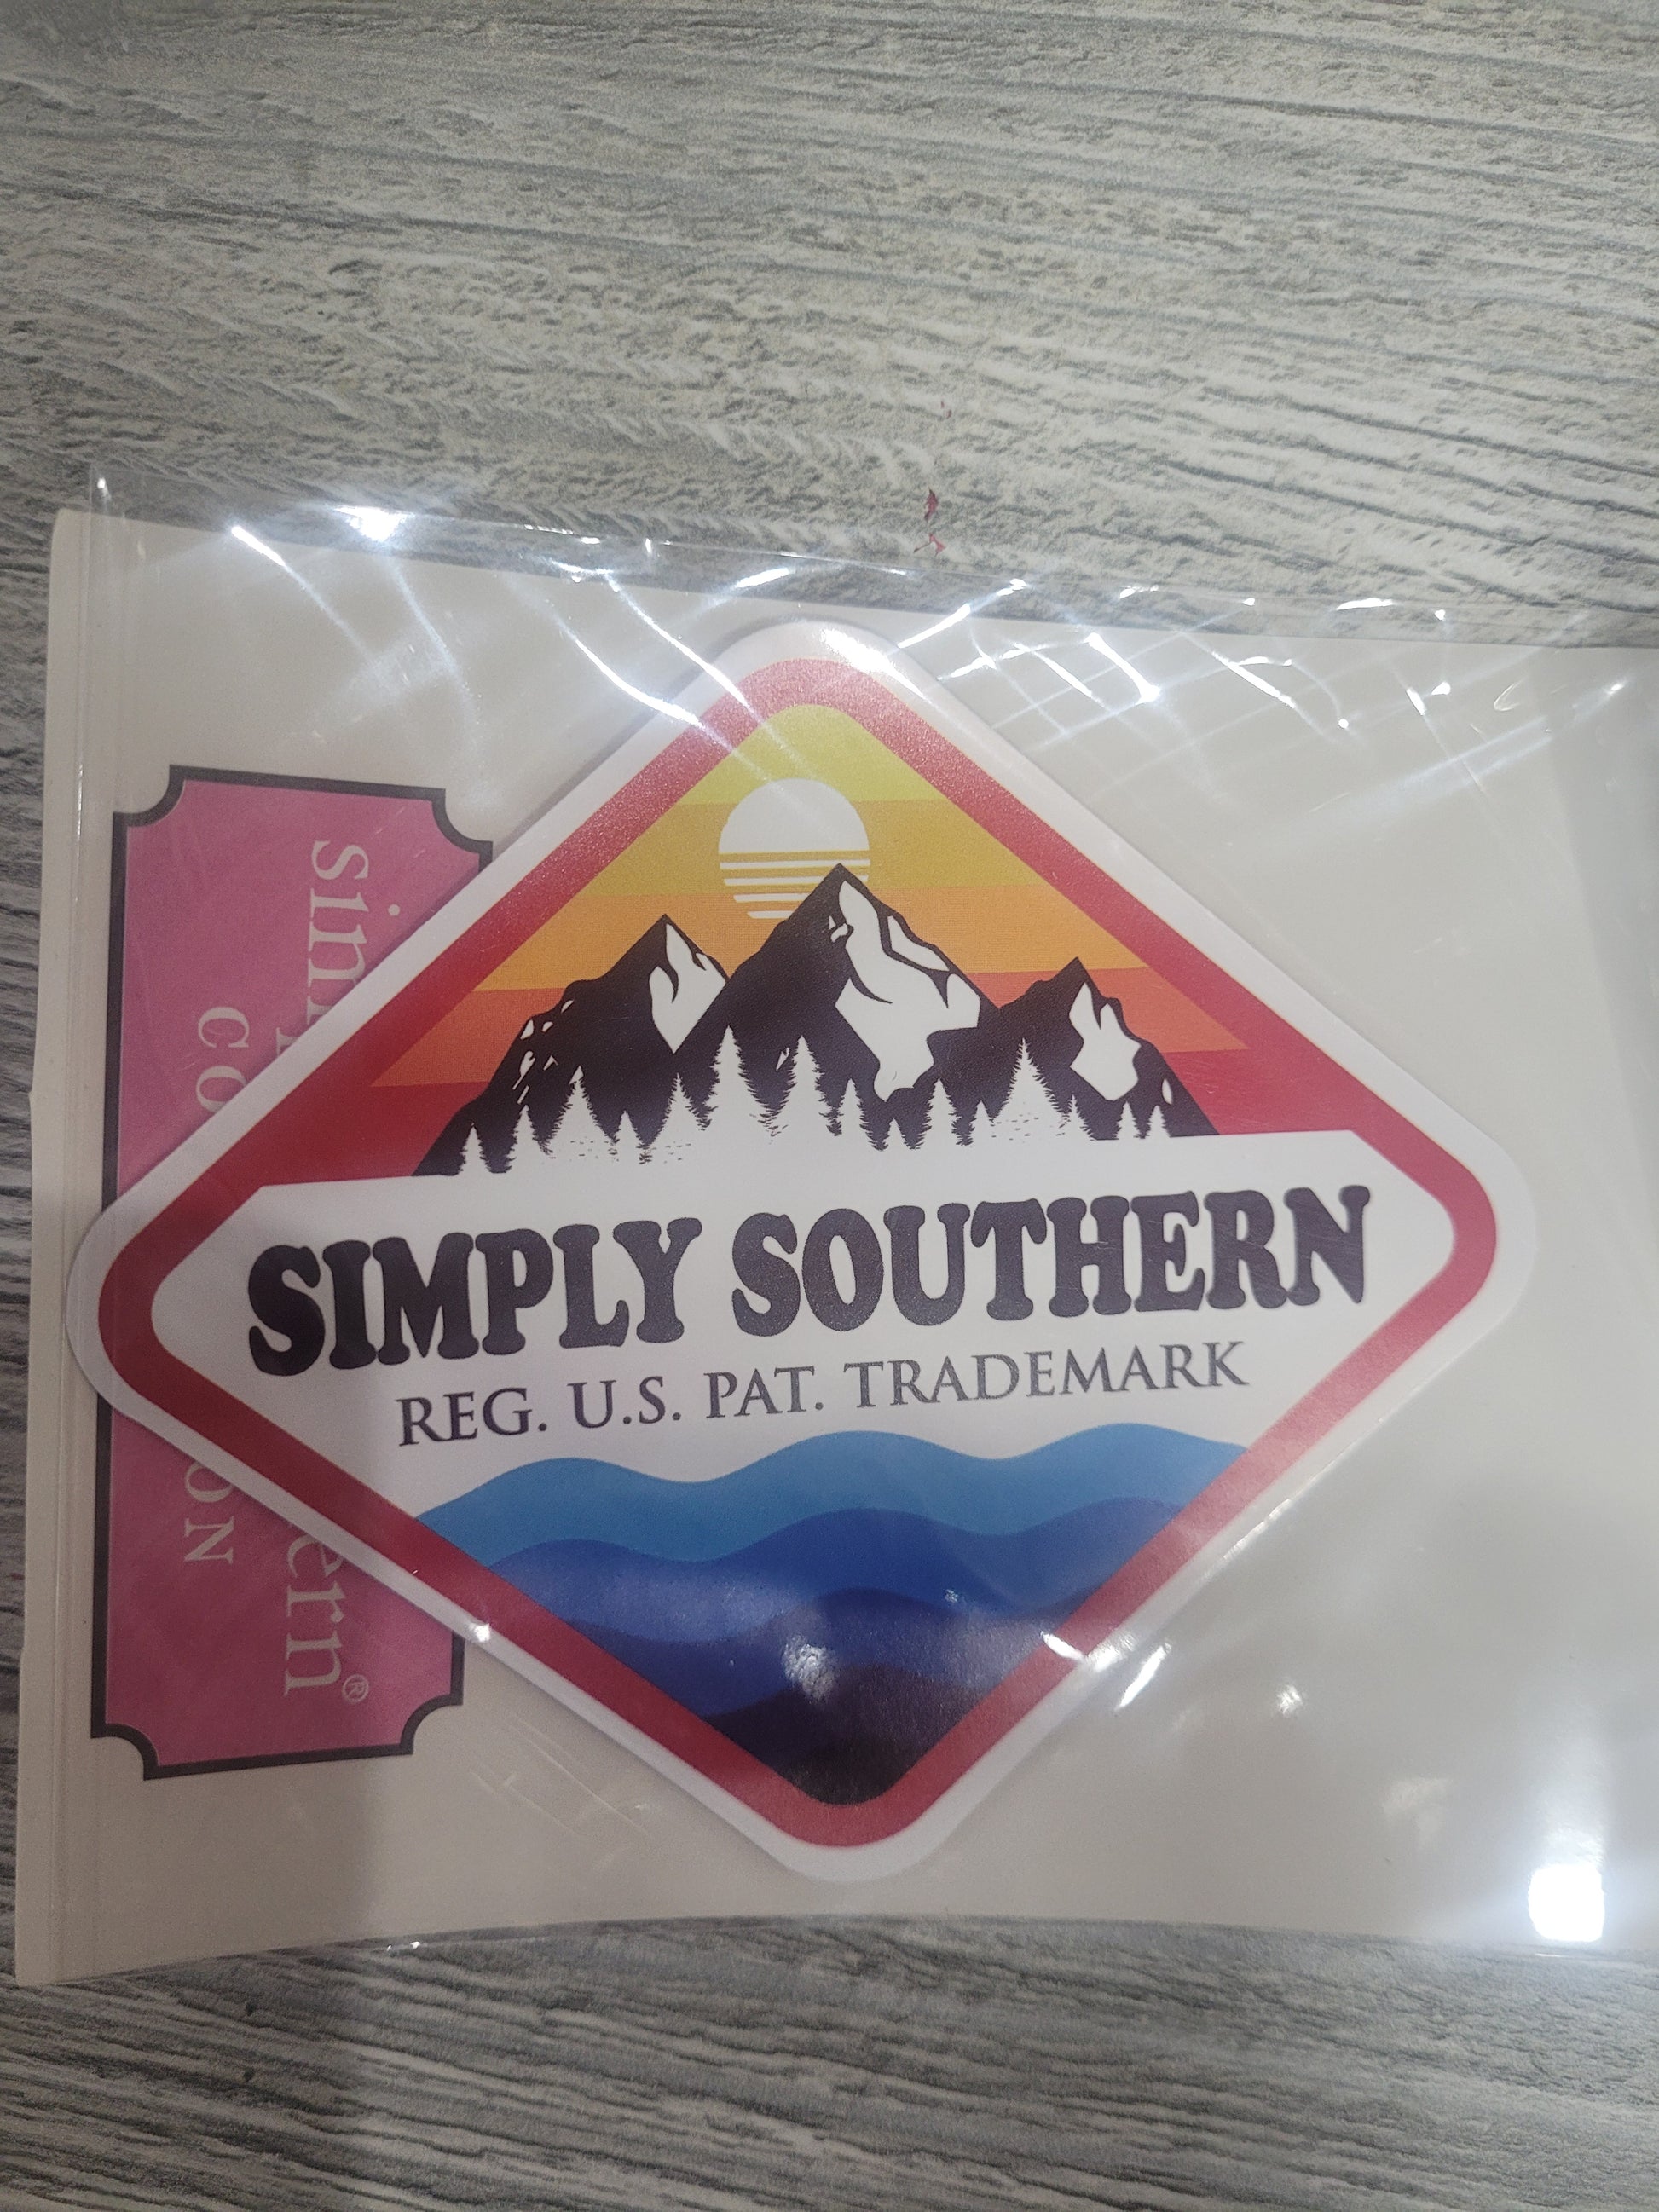 SIMPLY SOUTHERN
REG. U.S. PAT. TRADEMARK
®